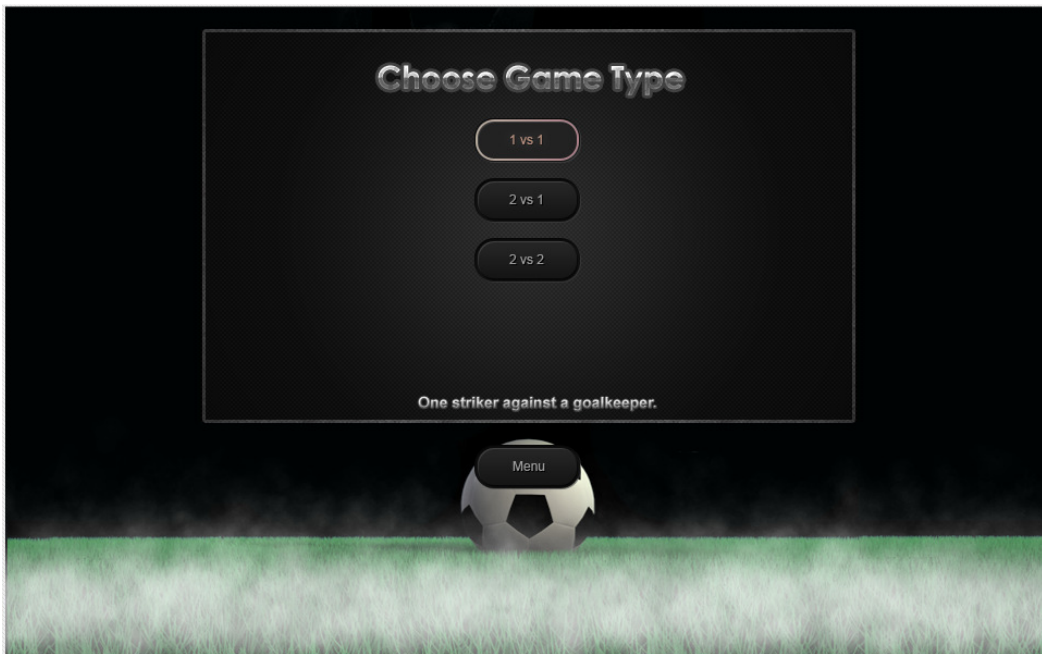 Choose Game Type
1 vs 1
2 vs 1
2 vs 2
One striker against a goalkeeper.
Menu